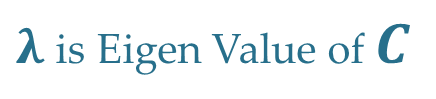 λ is Eigen Value of C